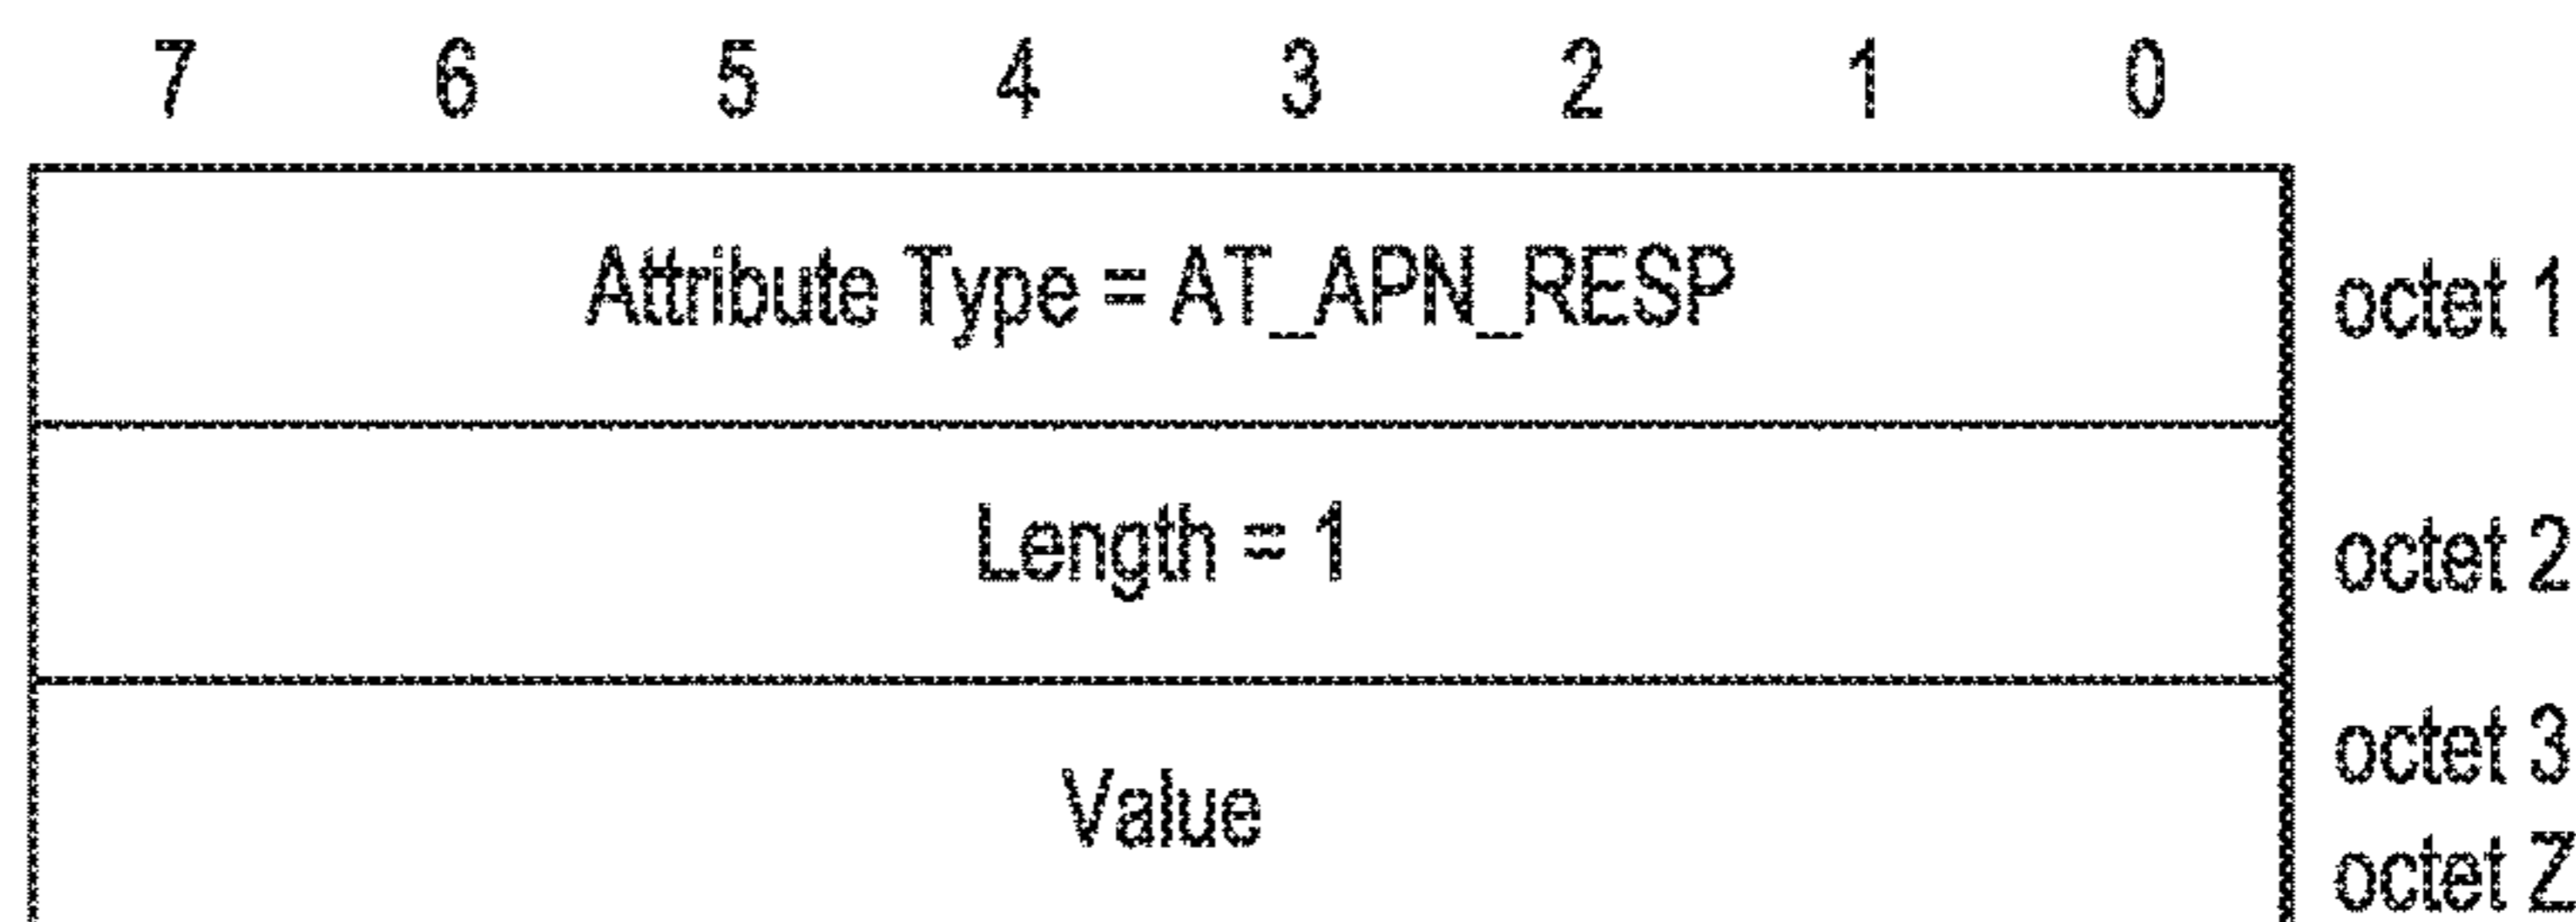 7 6 5 4 3 2 1 0
Attribute Type = AT_APN_RESP octet 1
Length = 1 octet 2
octet 3
Value
octet Z